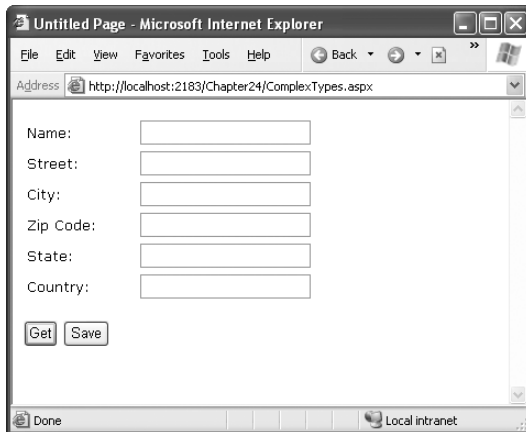 Untitled Page - Microsoft Internet Explorer
File Edit View Favorites Tools Help Back »
Address http://localhost:2183/Chapter24/ComplexTypes.aspx
Name:
Street:
City:
Zip Code:
State:
Country:
Get Save
Done Local intranet